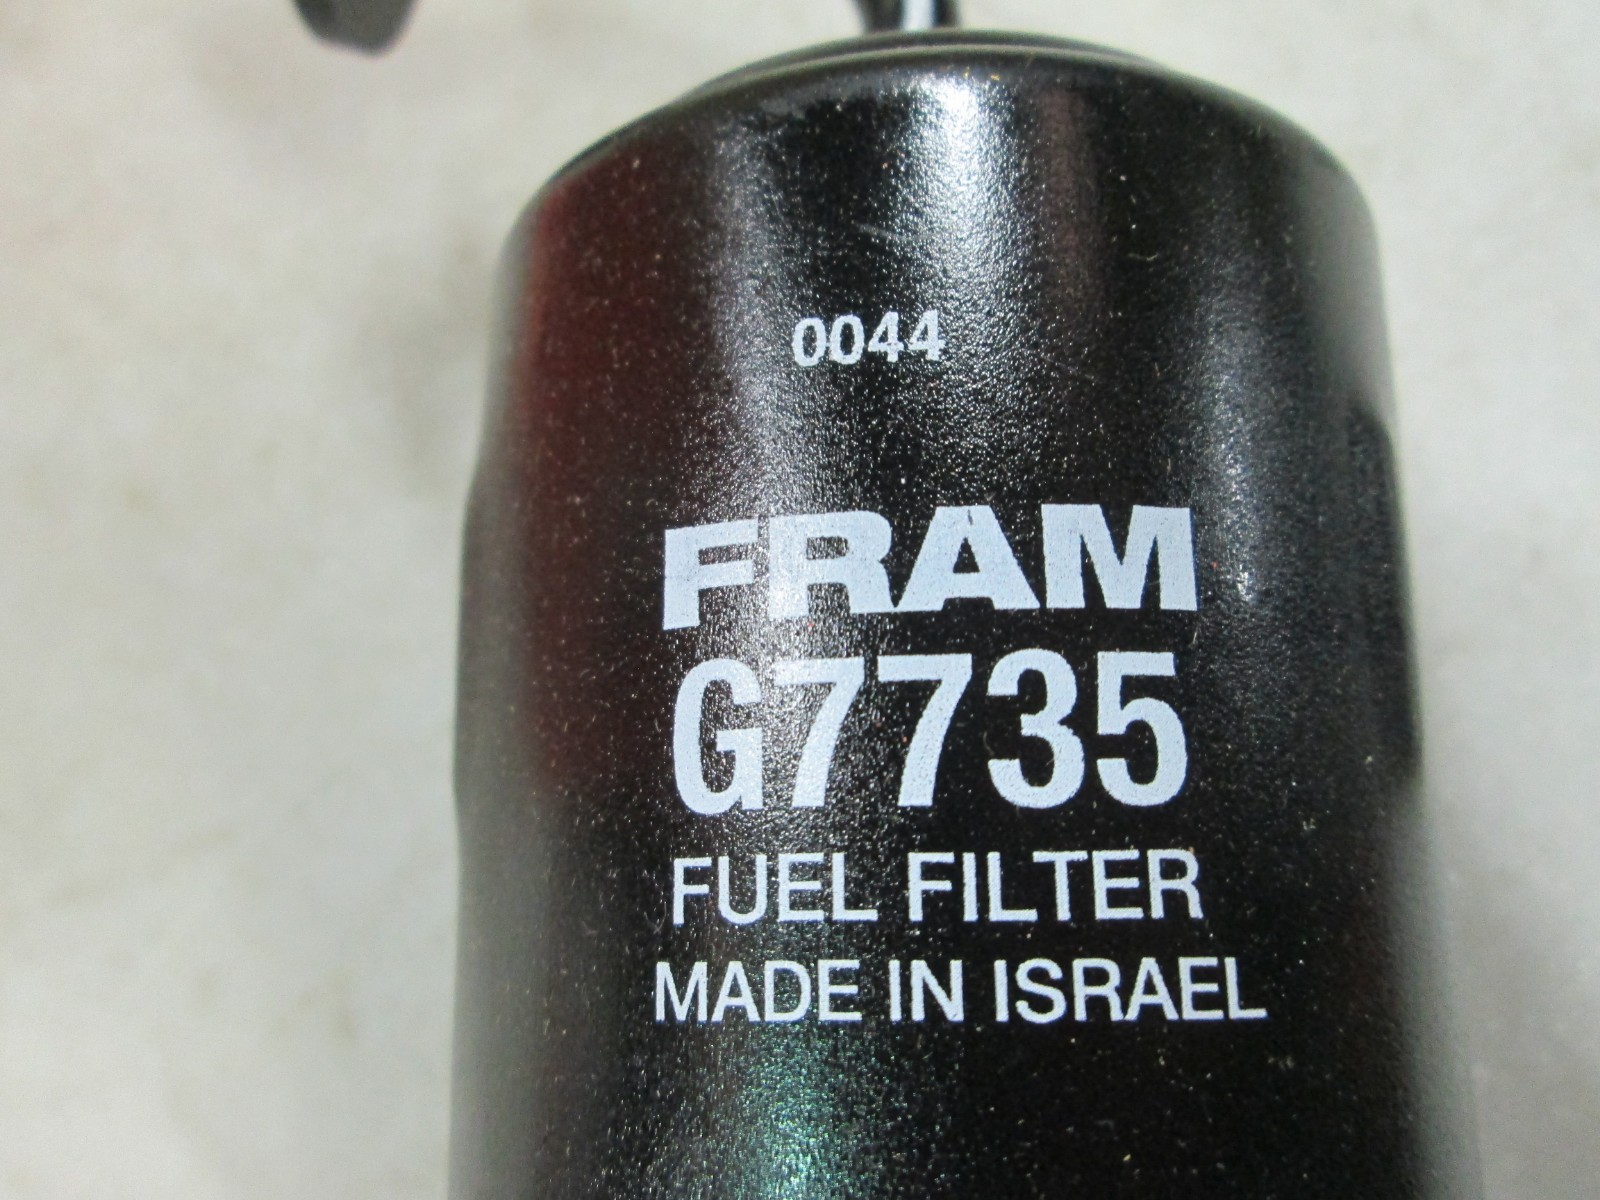 0044
FRAM
G7735
FUEL FILTER
MADE IN ISRAEL